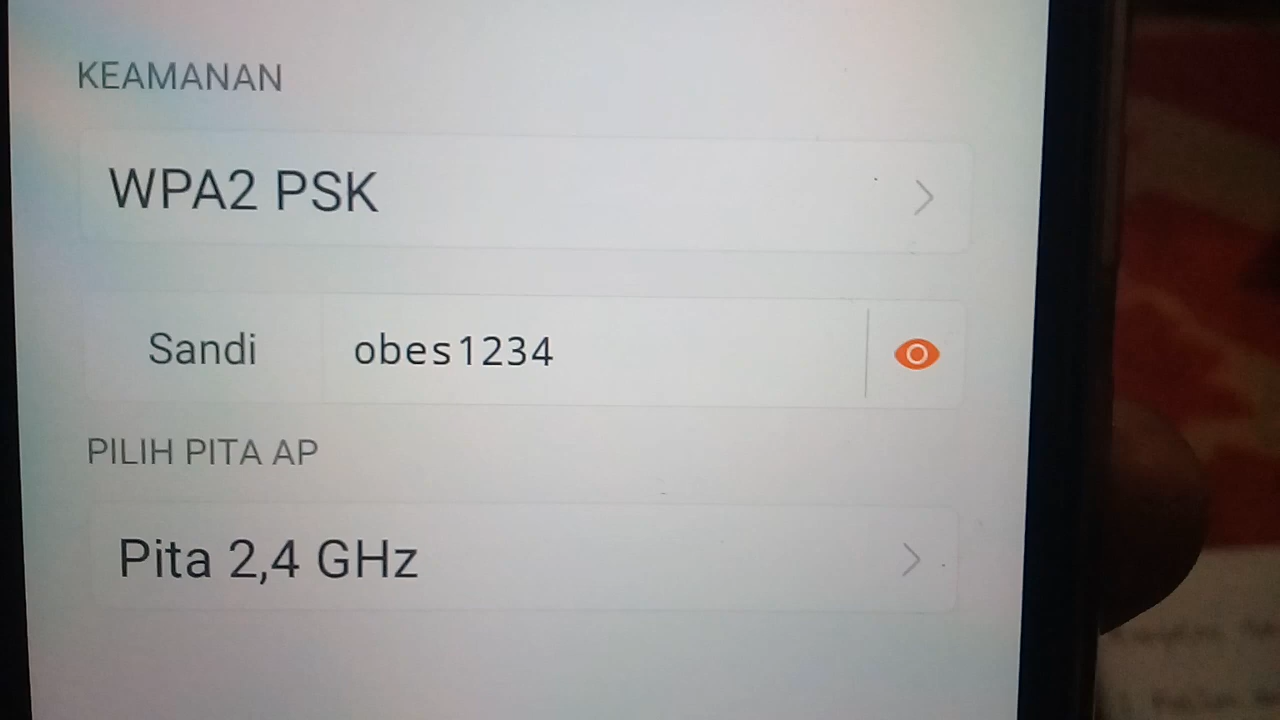 KEAMANAN
WPA2 PSK
Sandi obes1234
PILIH PITA AP
Pita 2,4 GHz